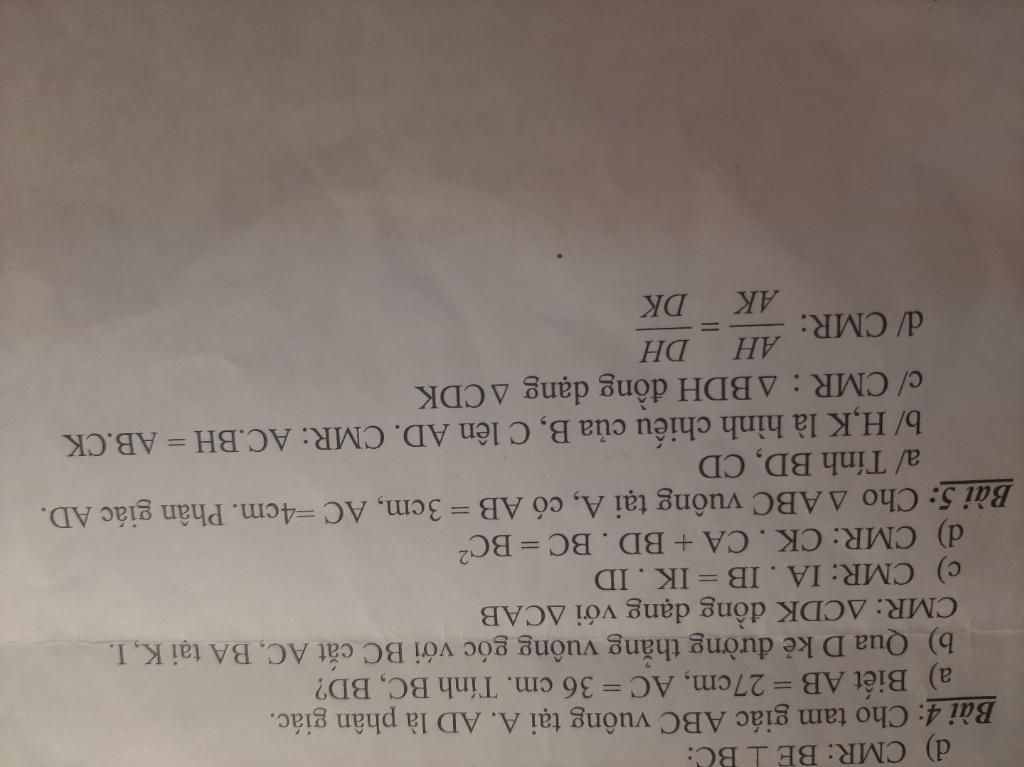 d) CMR: BE ⊥ BC:
Bài 4: Cho tam giác ABC vuông tại A. AD là phân giác.
a) Biết AB = 27cm, AC = 36 cm. Tính BC, BD?
b) Qua D kẻ đường thẳng vuông góc với BC cắt AC, BA tại K, I.
CMR: ΔCDK đồng dạng với ΔCAB
c) CMR: IA . IB = IK . ID
d) CMR: CK . CA + BD . BC = BC²
Bài 5: Cho Δ ABC vuông tại A, có AB = 3cm, AC =4cm. Phân giác AD.
a/ Tính BD, CD
b/ H,K là hình chiếu của B, C lên AD. CMR: AC.BH = AB.CK
c/ CMR : Δ BDH đồng dạng Δ CDK
d/ CMR: AH/AK = DH/DK